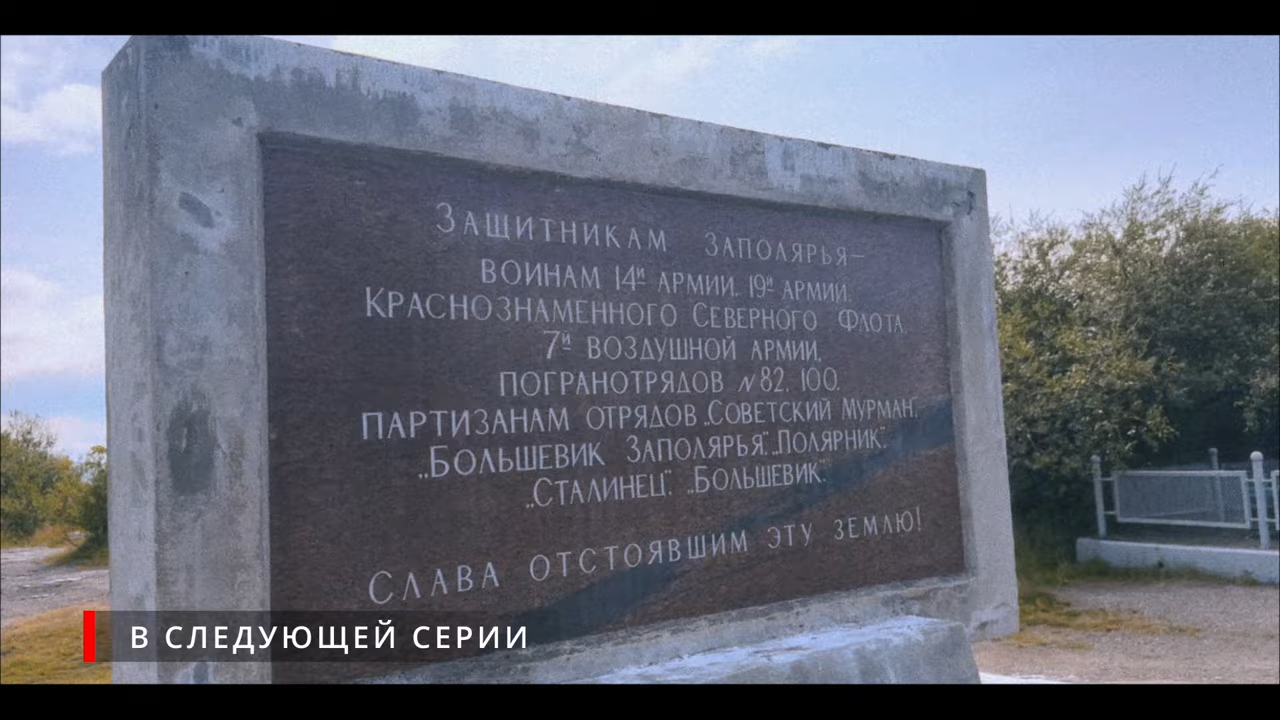 ЗАЩИТНИКАМ ЗАПОЛЯРЬЯ—
ВОИНАМ 14й АРМИИ, 19й АРМИИ,
КРАСНОЗНАМЕННОГО СЕВЕРНОГО ФЛОТА,
7й ВОЗДУШНОЙ АРМИИ,
ПОГРАНОТРЯДОВ N82, 100,
ПАРТИЗАНАМ ОТРЯДОВ „СОВЕТСКИЙ МУРМАН",
„БОЛЬШЕВИК ЗАПОЛЯРЬЯ", „ПОЛЯРНИК",
„СТАЛИНЕЦ", „БОЛЬШЕВИК".
СЛАВА ОТСТОЯВШИМ ЭТУ ЗЕМЛЮ!
В СЛЕДУЮЩЕЙ СЕРИИ